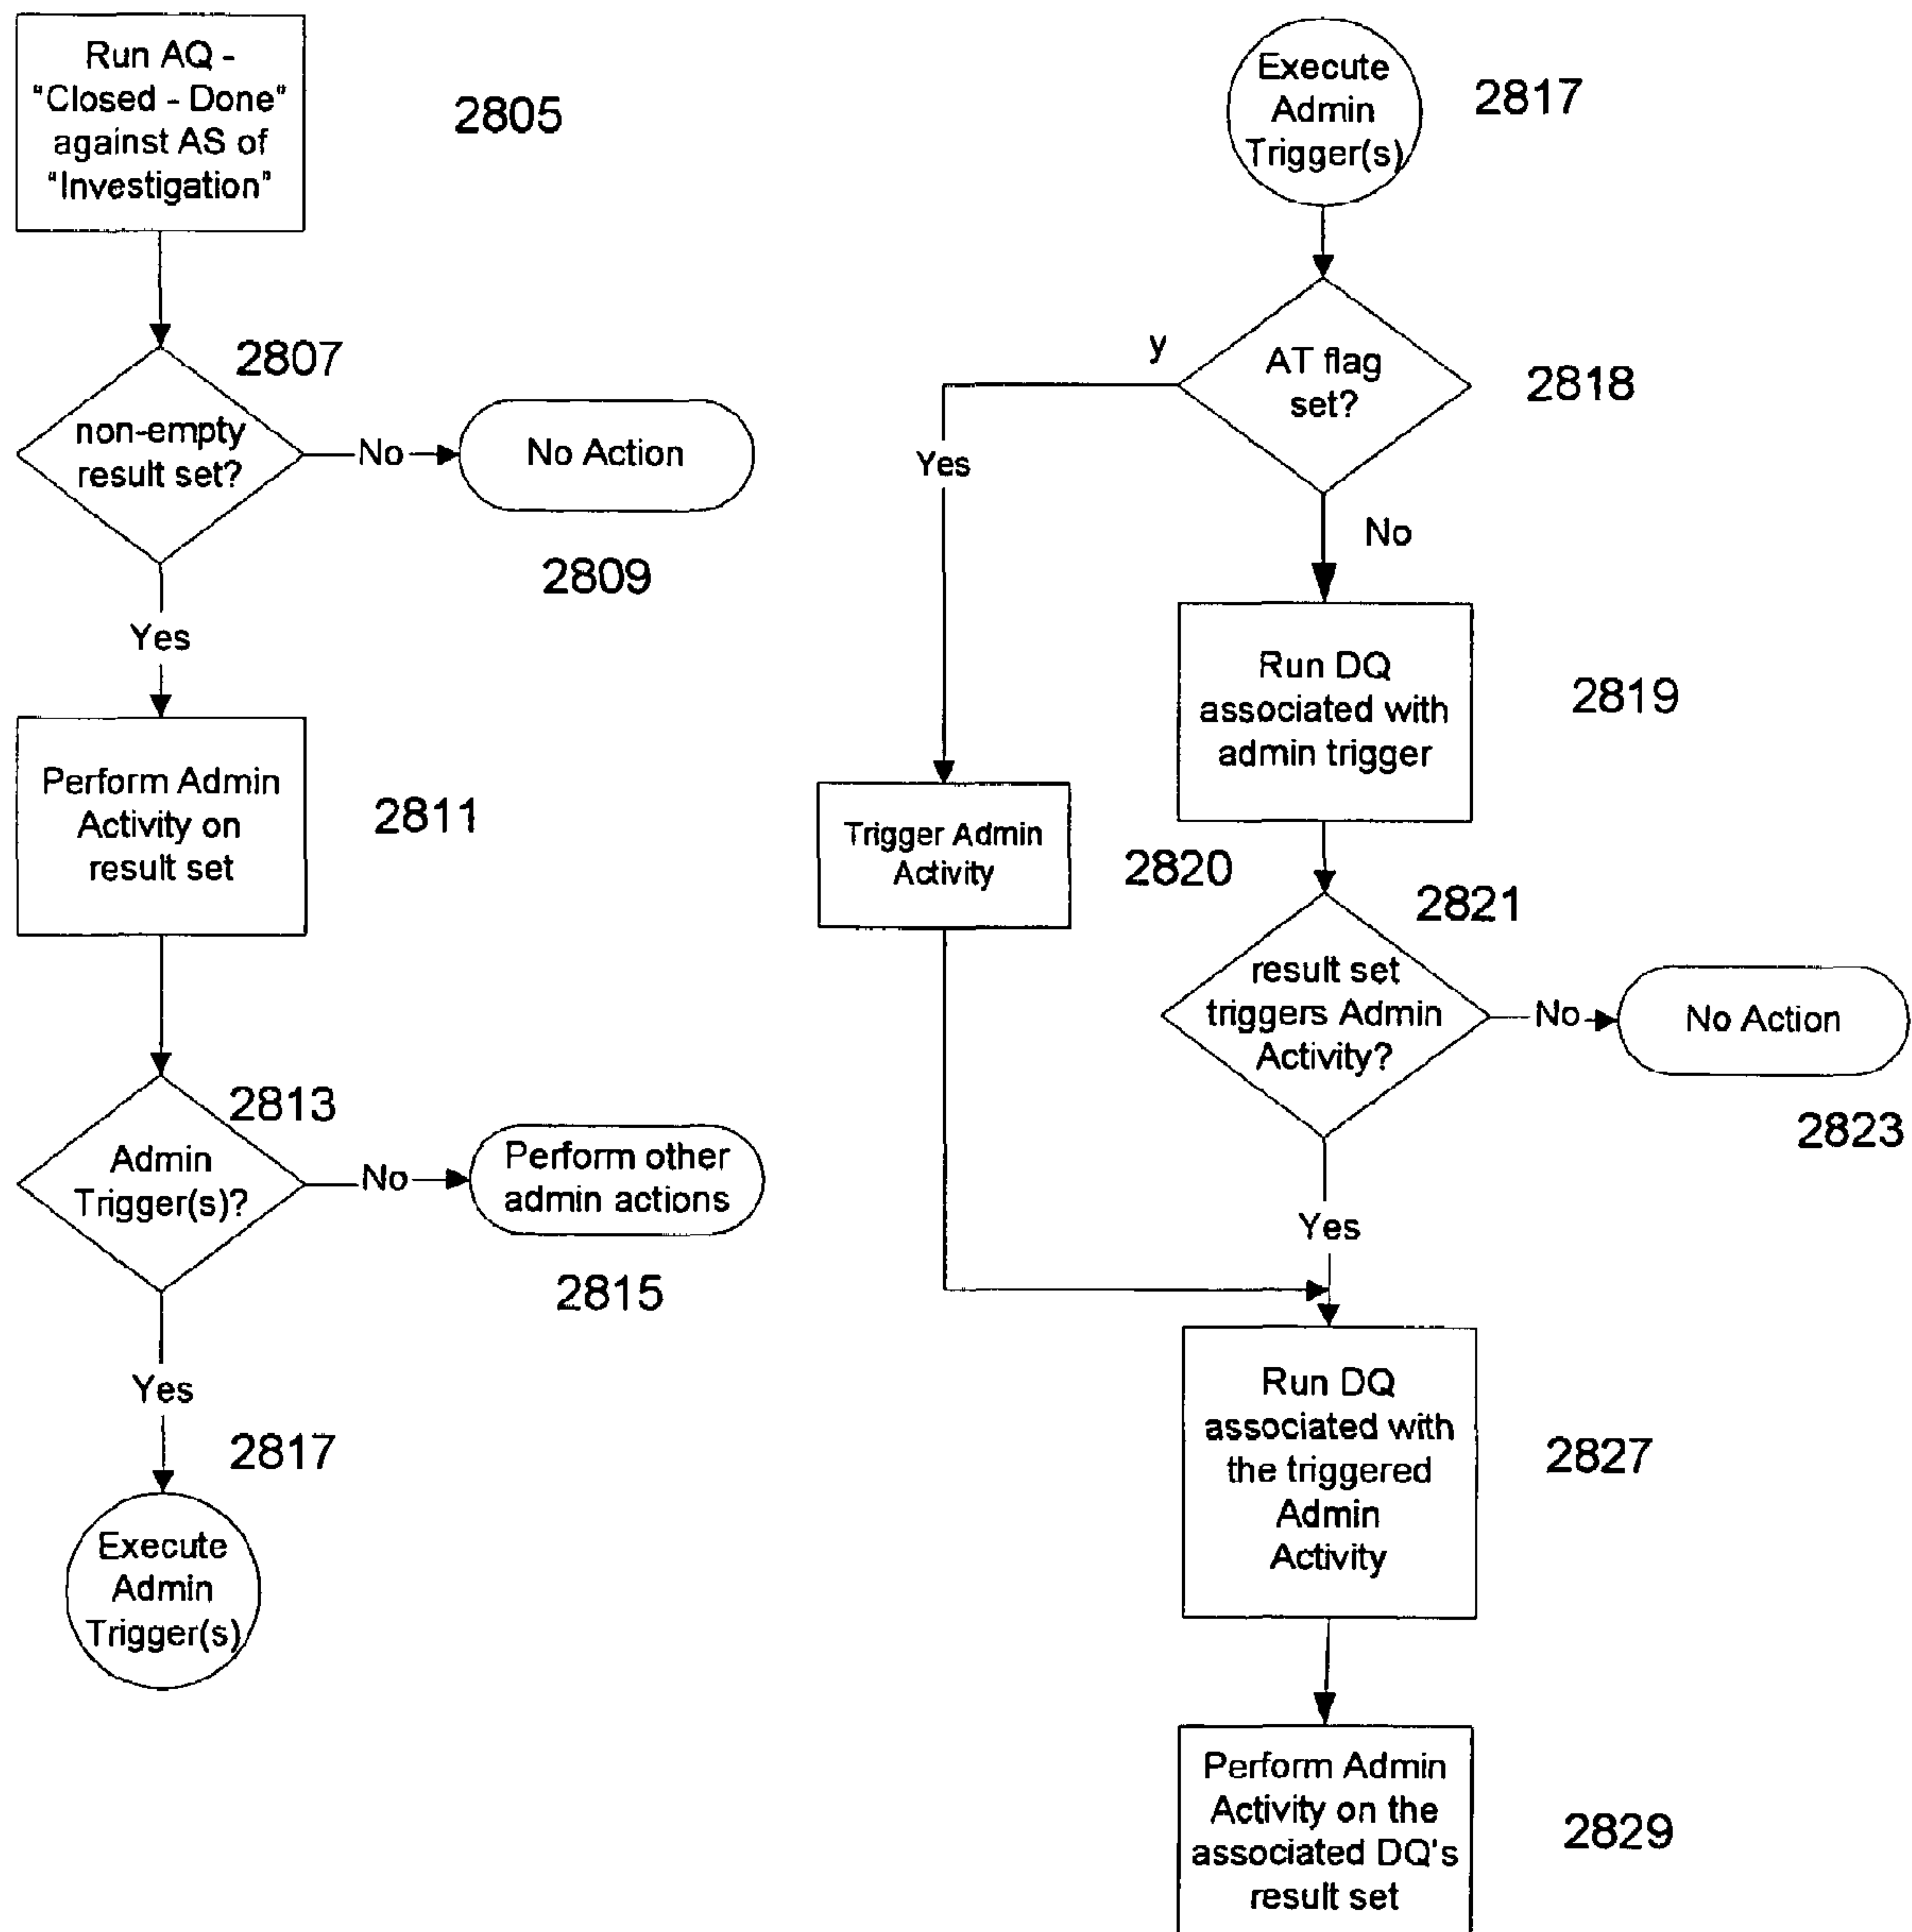 Run AQ -
"Closed - Done"
against AS of
"Investigation"
2805
2807
non-empty
result set?
No
No Action
2809
Yes
Perform Admin
Activity on
result set
2811
2813
Admin
Trigger(s)?
No
Perform other
admin actions
2815
Yes
2817
Execute
Admin
Trigger(s)
Execute
Admin
Trigger(s)
2817
y
AT flag
set?
2818
Yes
No
Run DQ
associated with
admin trigger
2819
Trigger Admin
Activity
2820
2821
result set
triggers Admin
Activity?
No
No Action
2823
Yes
Run DQ
associated with
the triggered
Admin
Activity
2827
Perform Admin
Activity on the
associated DQ's
result set
2829